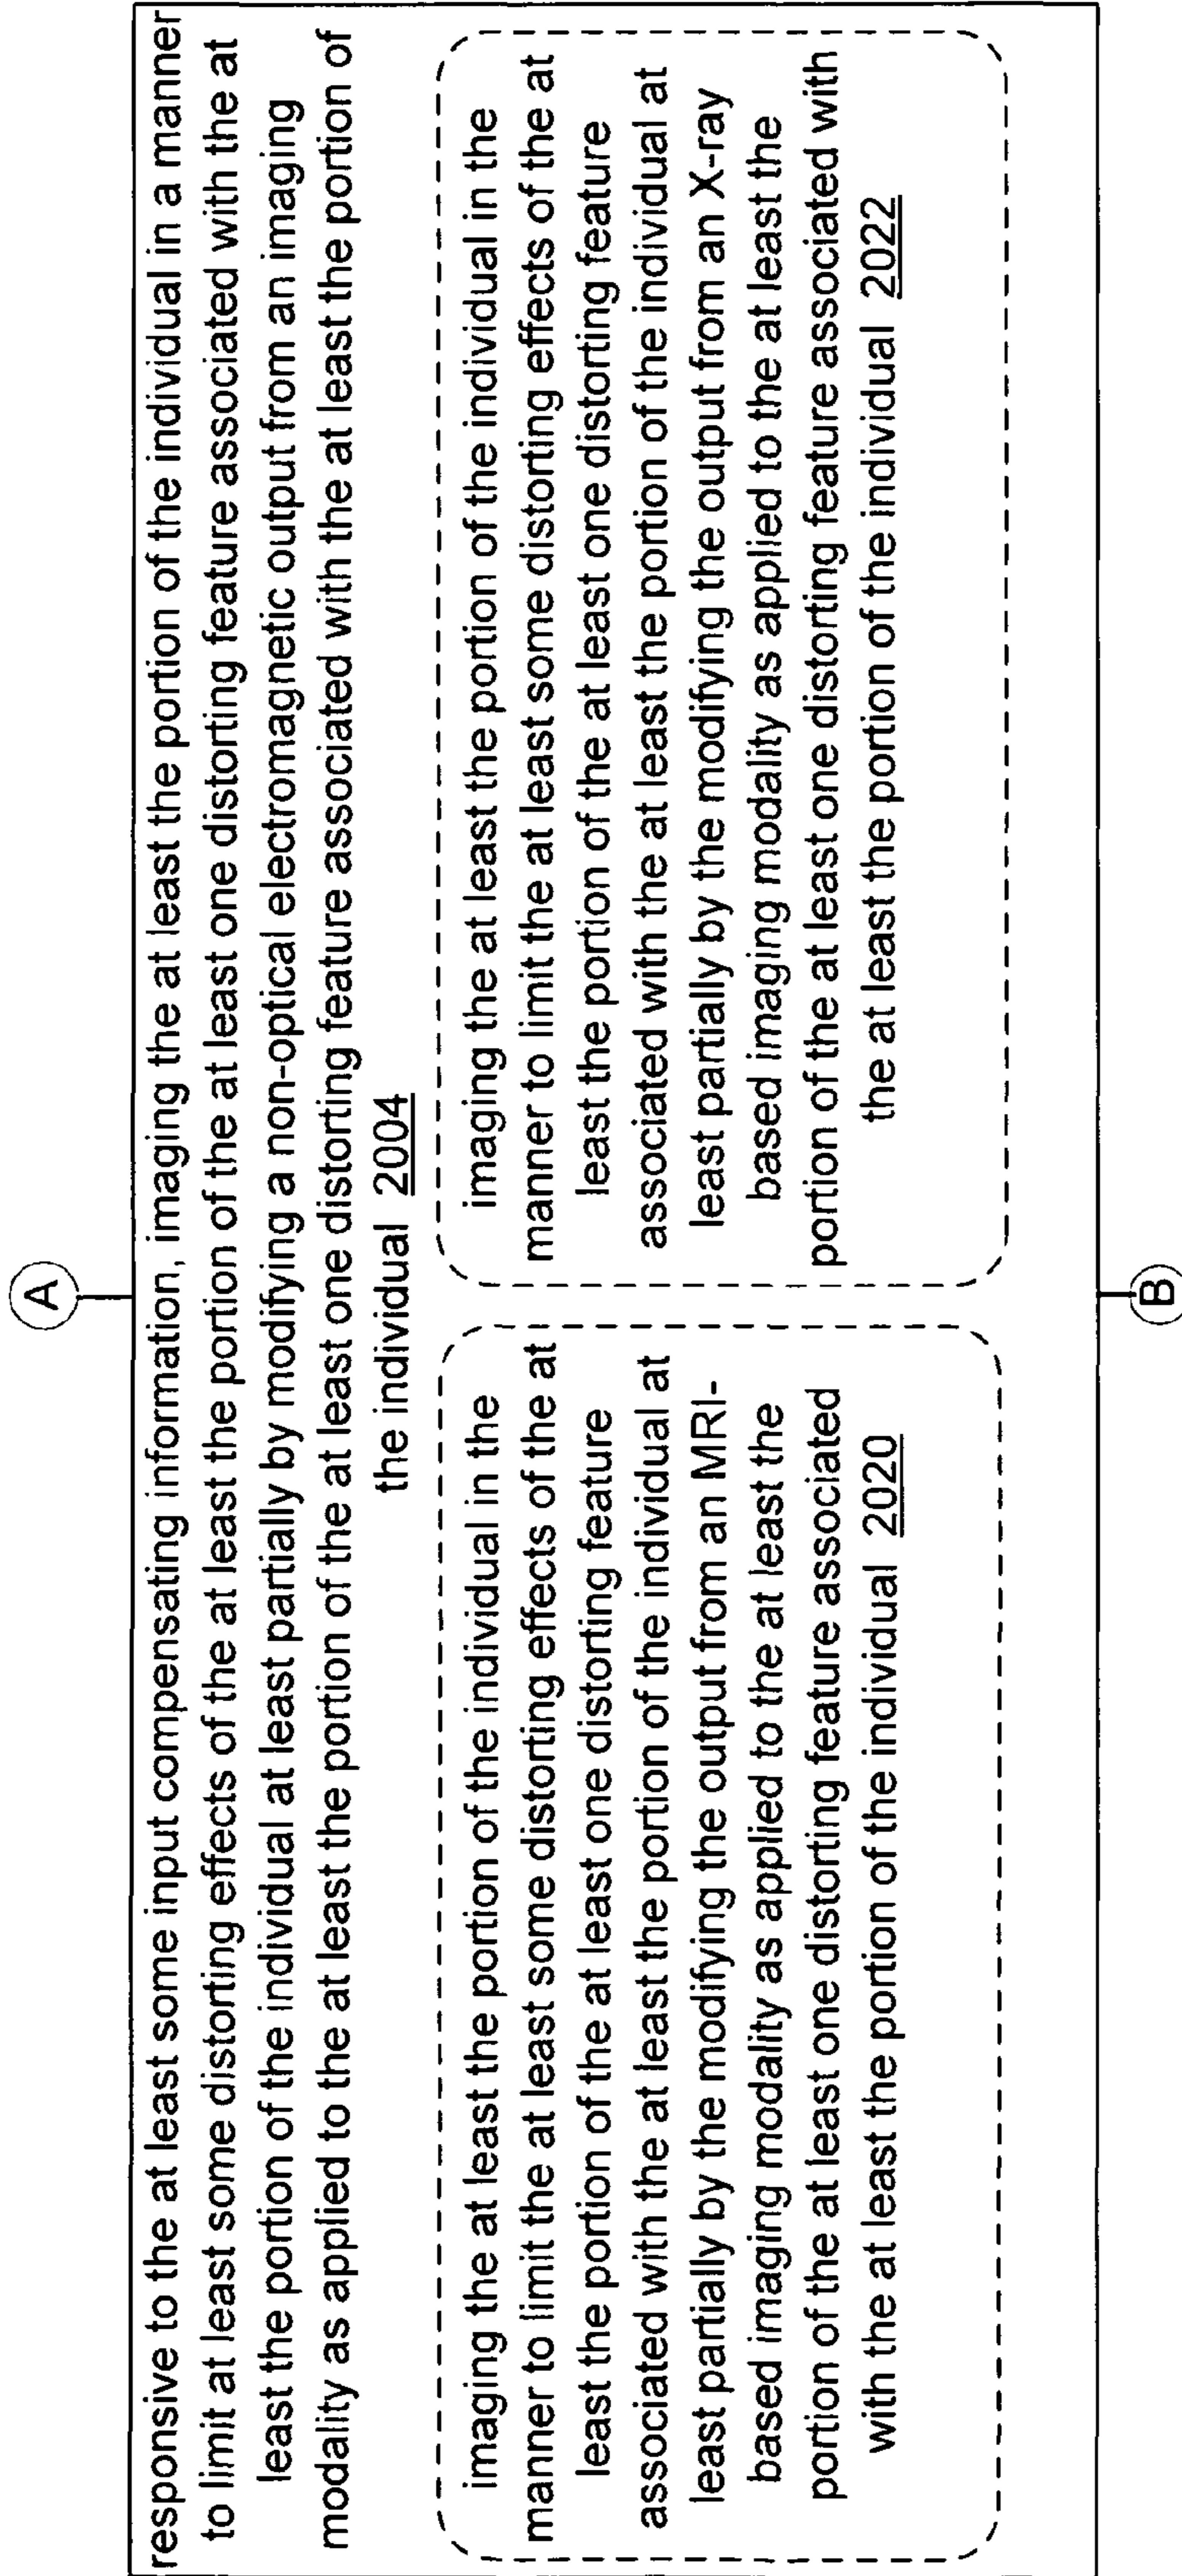 A
responsive to the at least some input compensating information, imaging the at least the portion of the individual in a manner
to limit at least some distorting effects of the at least the portion of the at least one distorting feature associated with the at
least the portion of the individual at least partially by modifying a non-optical electromagnetic output from an imaging
modality as applied to the at least the portion of the at least one distorting feature associated with the at least the portion of
the individual 2004
imaging the at least the portion of the individual in the
manner to limit the at least some distorting effects of the at
least the portion of the at least one distorting feature
associated with the at least the portion of the individual at
least partially by the modifying the output from an MRI-
based imaging modality as applied to the at least the
portion of the at least one distorting feature associated
with the at least the portion of the individual 2020
imaging the at least the portion of the individual in the
manner to limit the at least some distorting effects of the at
least the portion of the at least one distorting feature
associated with the at least the portion of the individual at
least partially by the modifying the output from an X-ray
based imaging modality as applied to the at least the
portion of the at least one distorting feature associated with
the at least the portion of the individual 2022
B